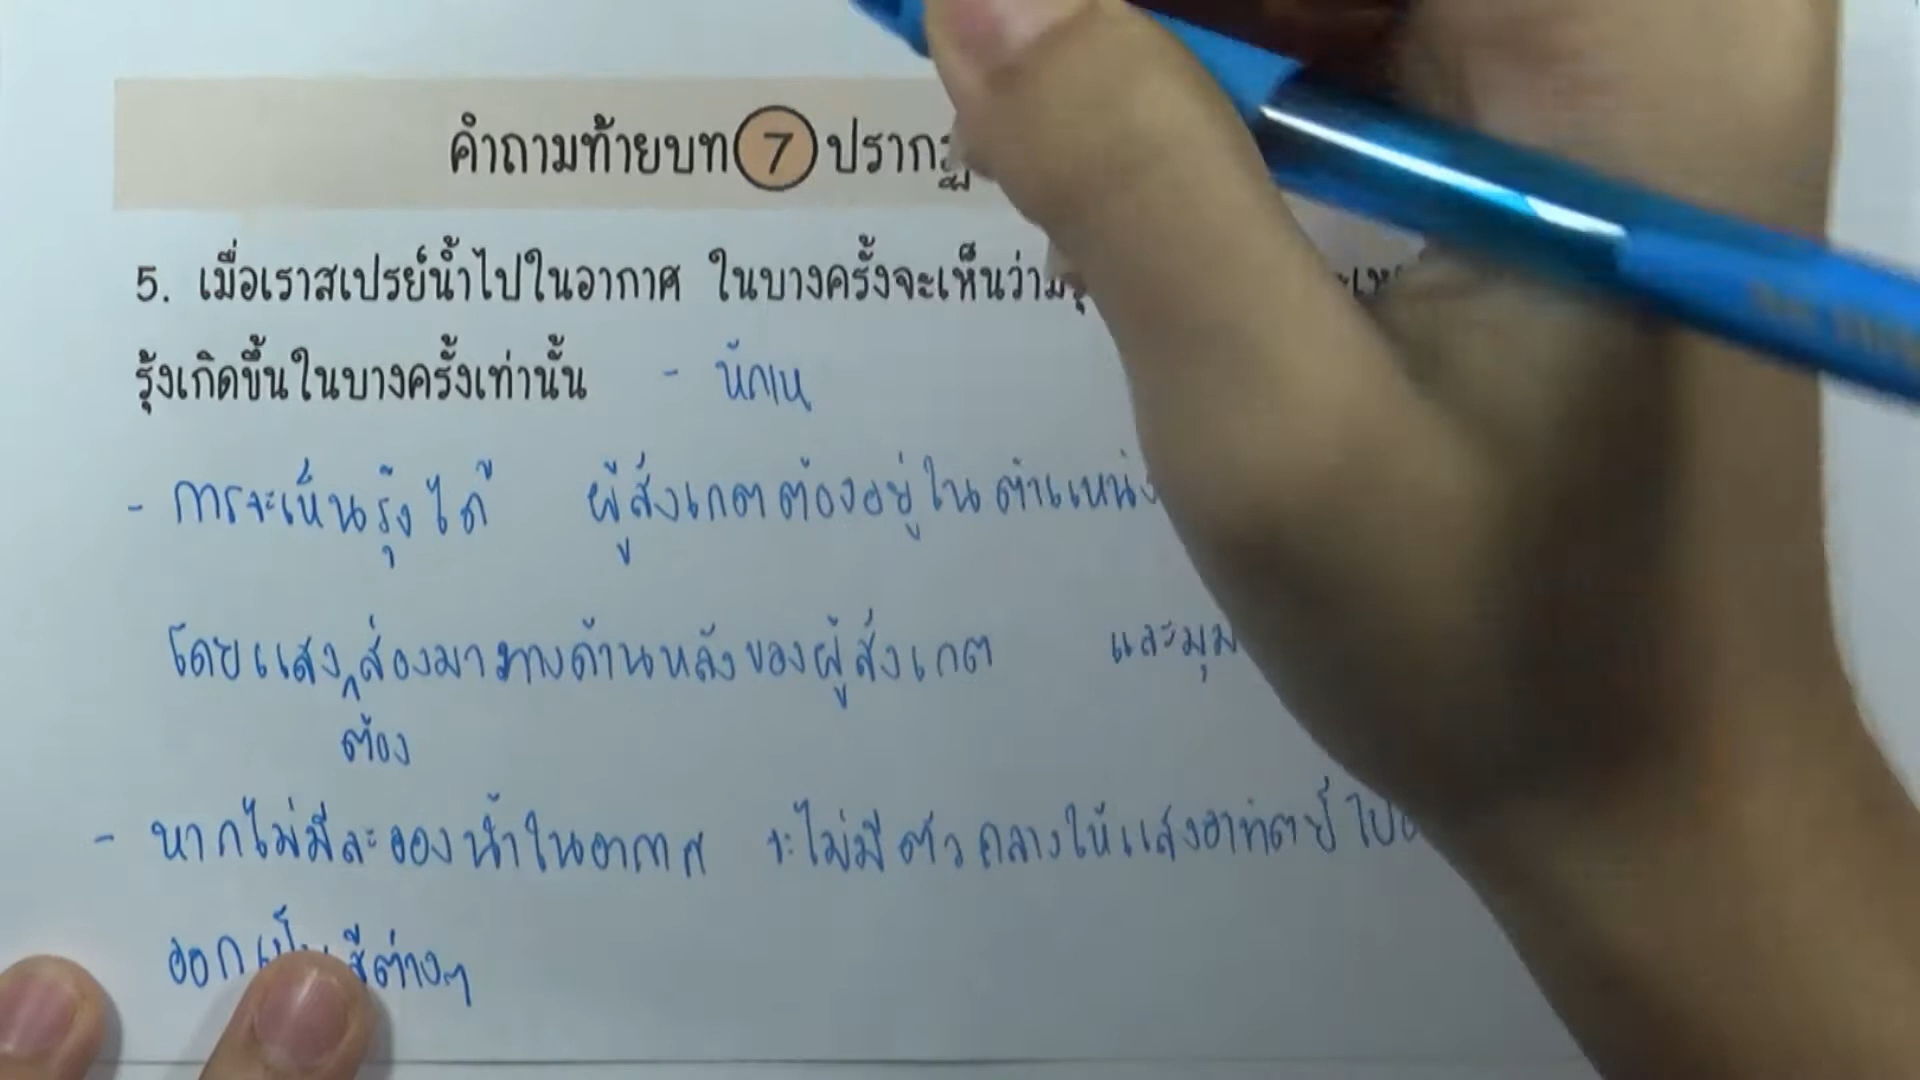 คำถามท้ายบท 7
5. เมื่อเราสเปรย์น้ำไปในอากาศ ในบางครั้งจะเห็นว่ามี
รุ้งเกิดขึ้นในบางครั้งเท่านั้น - หักเห
- การจะเห็นรุ้งได้ ผู้สังเกตต้องอยู่ในตำแหน่ง
โดยแสง ส่องมาทางด้านหลังของผู้สังเกต และมุม
ต้อง
- หากไม่มีละอองน้ำในอากาศ จะไม่มีตัวกลางให้แสงอาทิตย์
ออกเป็นสีต่างๆ